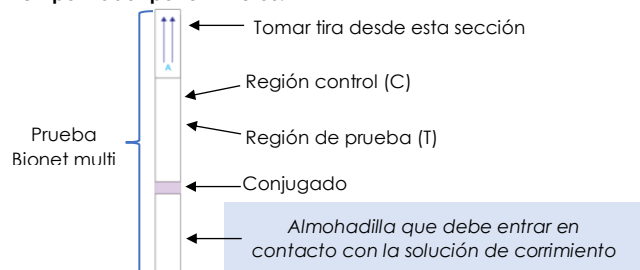 Tomar tira desde esta sección
A
Región control (C)
Región de prueba (T)
Prueba
Bionet multi
Conjugado
Almohadilla que debe entrar en
contacto con la solución de corrimiento